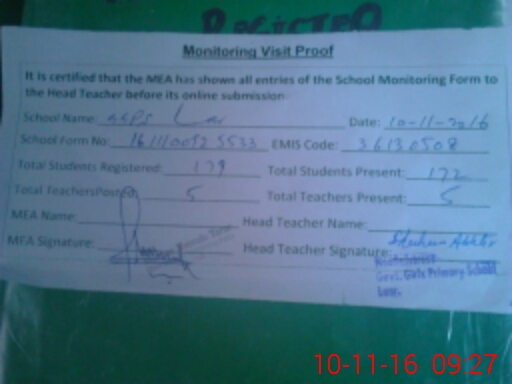 REGISTRO
Monitoring Visit Proof
It is certified that the MEA has shown all entries of the School Monitoring Form to
the Head Teacher before its online submission
School Name: GGPS Lar Date: 10-11-2016
School Form No: EMIS Code: 36130508
Total Students Registered: 179 Total Students Present: 172
Total Teachers Posted: 5 Total Teachers Present: 5
MEA Name: Head Teacher Name:
MEA Signature: Head Teacher Signature:
Govt. Girls Primary School
Lar.
10-11-16 09:27